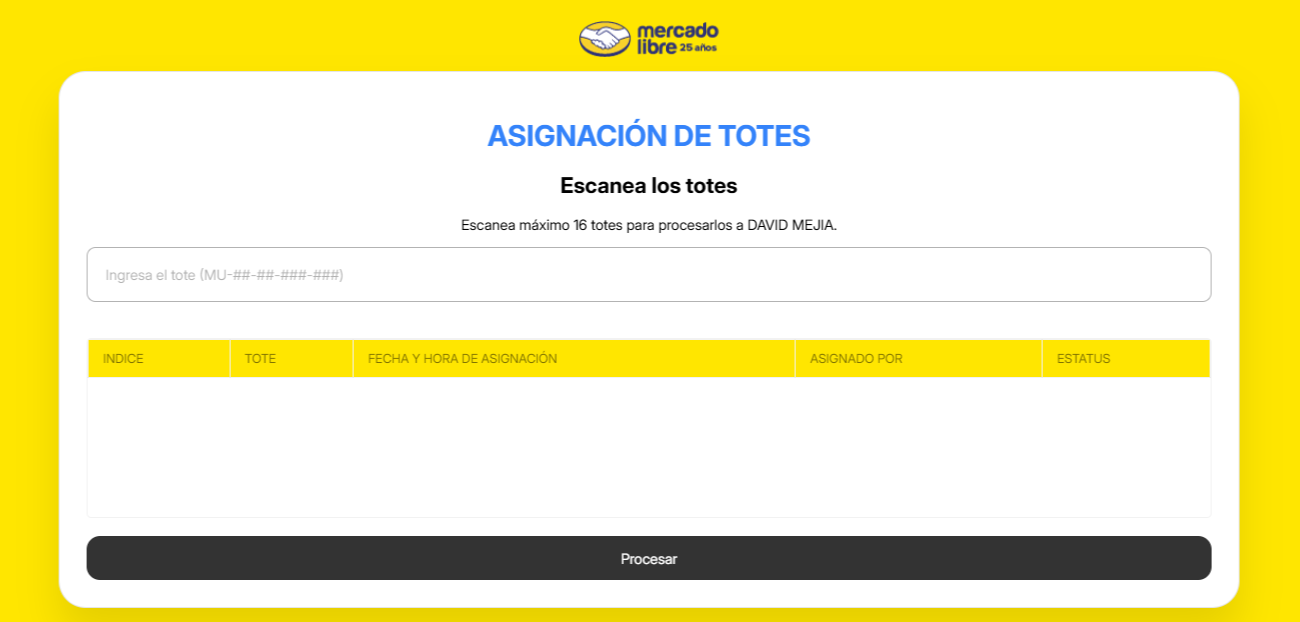 mercado
libre 25 años
ASIGNACIÓN DE TOTES
Escanea los totes
Escanea máximo 16 totes para procesarlos a DAVID MEJIA.
Ingresa el tote (MU-##-##-###-###)
INDICE TOTE FECHA Y HORA DE ASIGNACIÓN ASIGNADO POR ESTATUS
Procesar